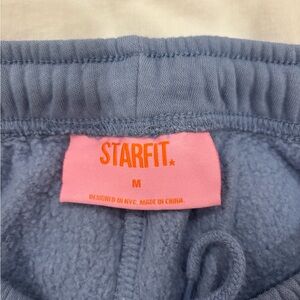 STARFIT★
M
DESIGNED IN NYC. MADE IN CHINA.